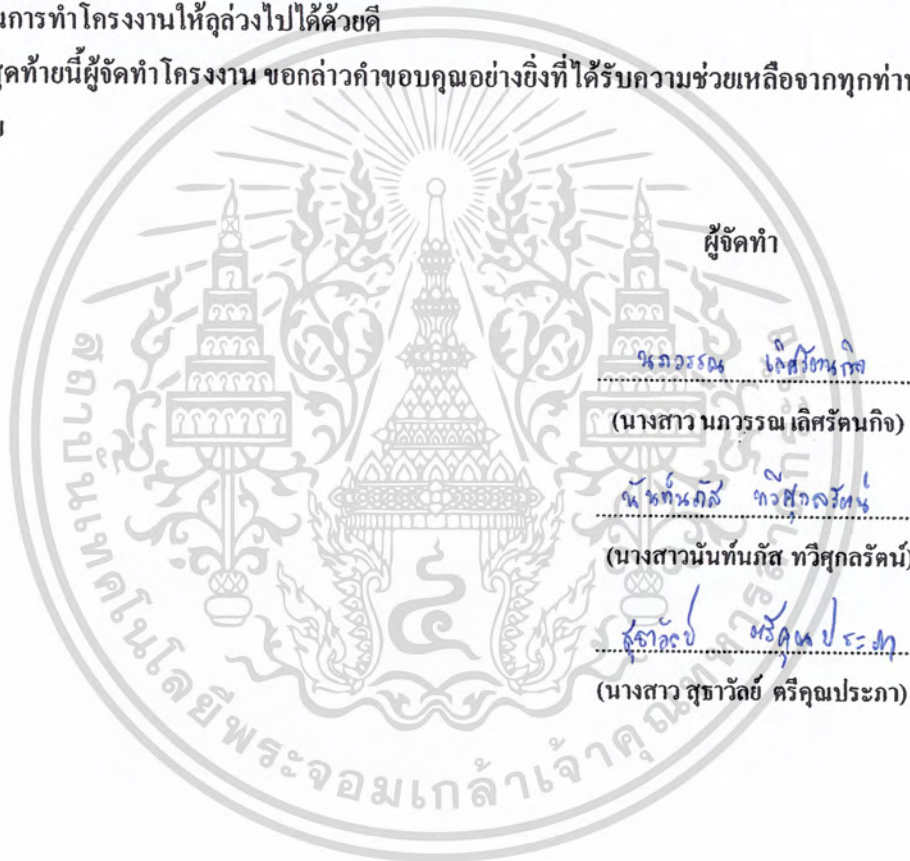 นการทำโครงงานให้ลุล่วงไปได้ด้วยดี
สุดท้ายนี้ผู้จัดทำโครงงาน ขอกล่าวคำขอบคุณอย่างยิ่งที่ได้รับความช่วยเหลือจากทุกท่าน
ผู้จัดทำ
นภวรรณ เลิศรัตนกิจ
(นางสาว นภวรรณ เลิศรัตนกิจ)
นันท์นภัส ทวีศุกลรัตน์
(นางสาวนันท์นภัส ทวีศุกลรัตน์)
สุธาวัลย์ ตรีคุณประภา
(นางสาว สุธาวัลย์ ตรีคุณประภา)
สถาบันเทคโนโลยีพระจอมเกล้าเจ้าคุณทหารลาดกระบัง
๔